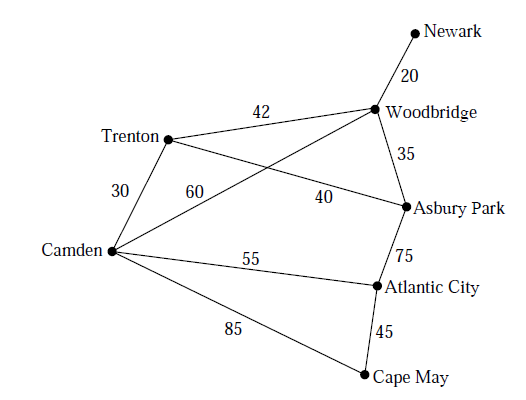 Newark
20
Woodbridge
42
Trenton
35
30
60
40
Asbury Park
Camden
55
75
Atlantic City
85
45
Cape May